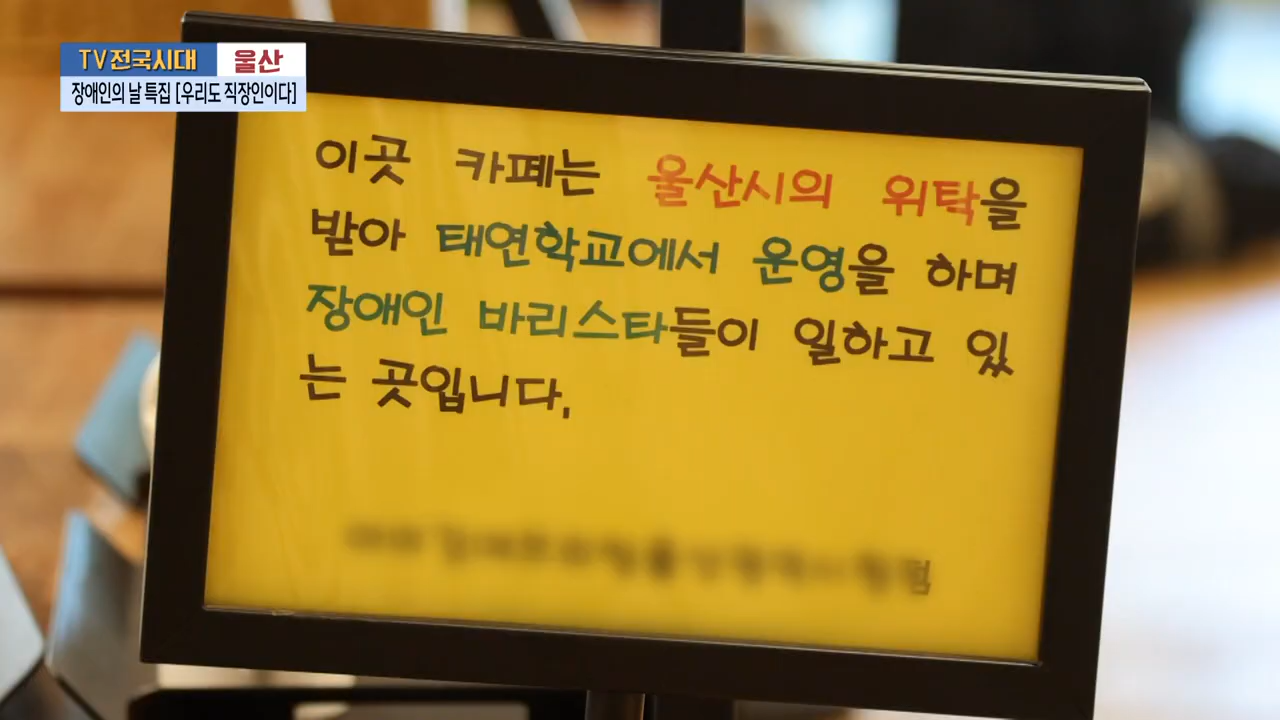 TV전국시대 울산
장애인의 날 특집 [우리도 직장인이다]
이곳 카페는 울산시의 위탁을
받아 태연학교에서 운영을 하며
장애인 바리스타들이 일하고 있
는 곳입니다.